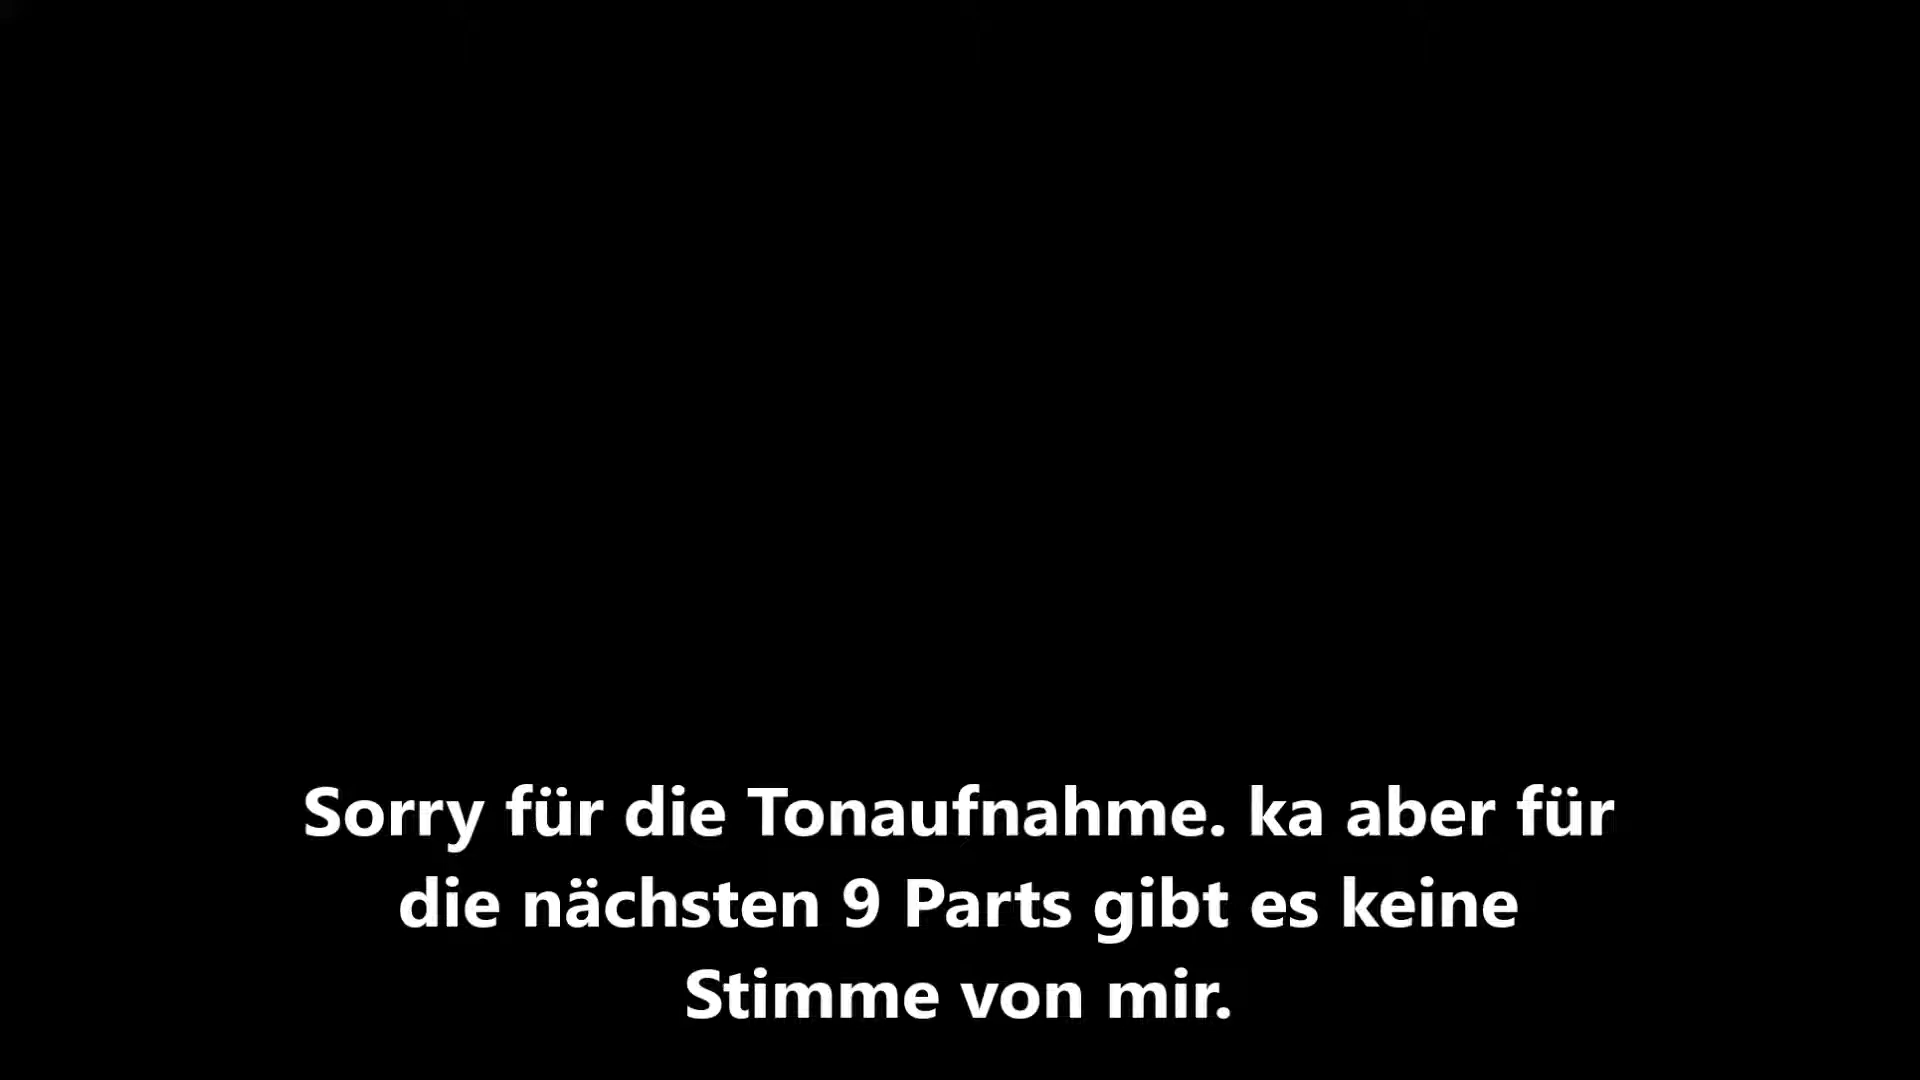 Sorry für die Tonaufnahme. ka aber für
die nächsten 9 Parts gibt es keine
Stimme von mir.